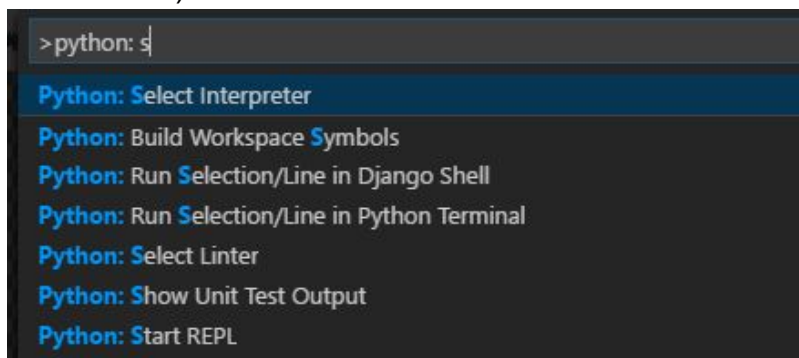 >python: s
Python: Select Interpreter
Python: Build Workspace Symbols
Python: Run Selection/Line in Django Shell
Python: Run Selection/Line in Python Terminal
Python: Select Linter
Python: Show Unit Test Output
Python: Start REPL